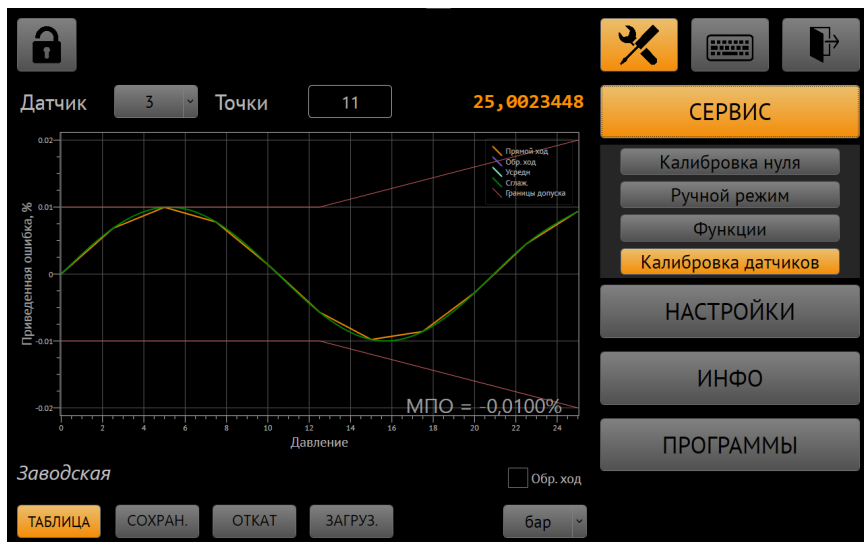 Датчик 3 Точки 11 25,0023448
0.02
0.01
0
-0.01
-0.02
Приведенная ошибка, %
Прямой ход
Обр. ход
Усредн
Сглаж.
Границы допуска
МПО = -0,0100%
0 2 4 6 8 10 12 14 16 18 20 22 24
Давление
Заводская
Обр. ход
ТАБЛИЦА СОХРАН. ОТКАТ ЗАГРУЗ. бар
СЕРВИС
Калибровка нуля
Ручной режим
Функции
Калибровка датчиков
НАСТРОЙКИ
ИНФО
ПРОГРАММЫ